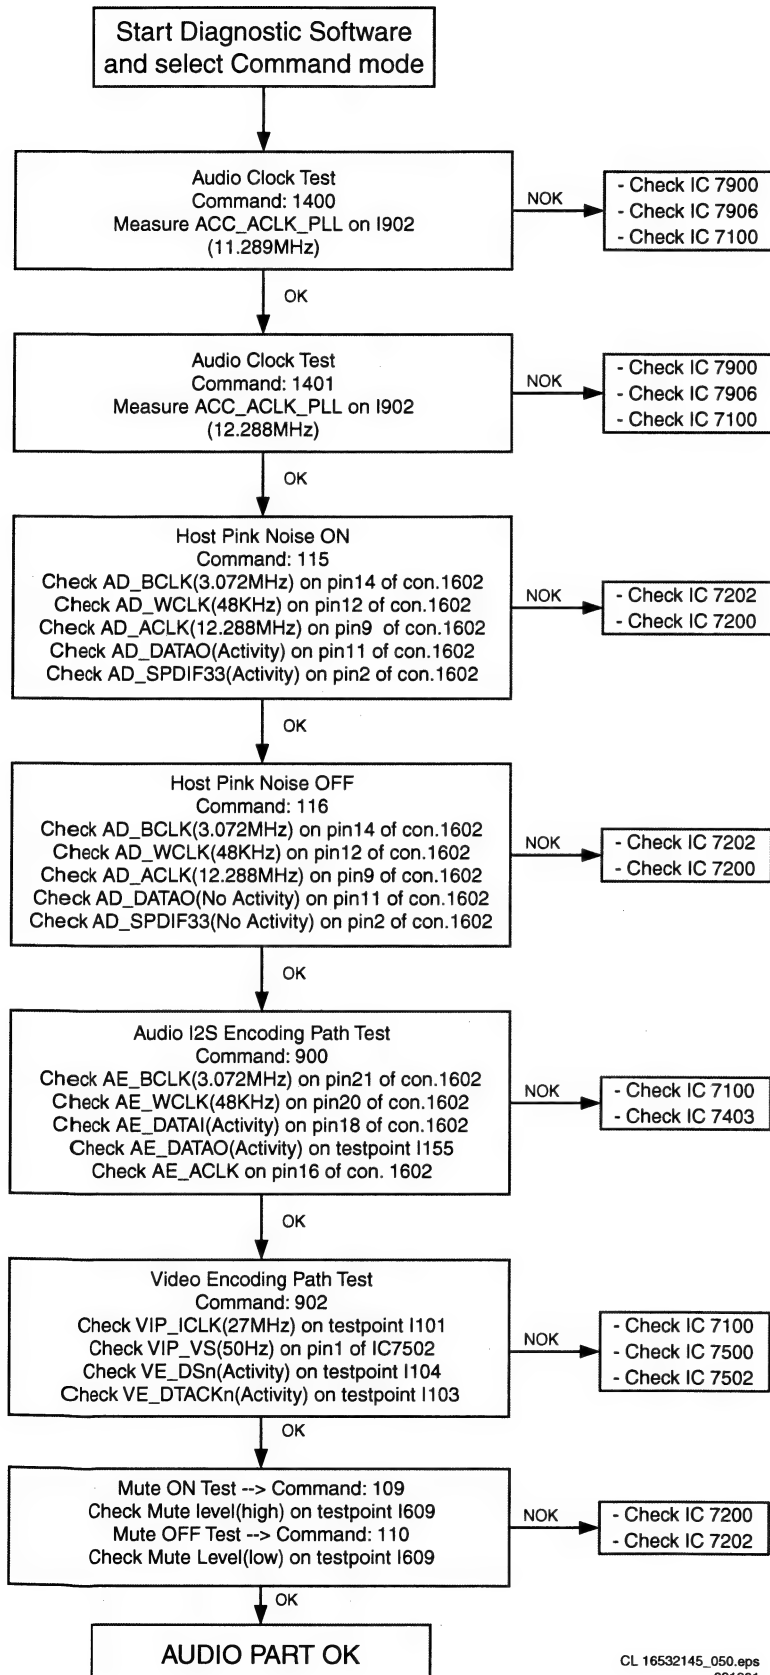 Start Diagnostic Software
and select Command mode
Audio Clock Test
Command: 1400
Measure ACC_ACLK_PLL on I902
(11.289MHz)
NOK
- Check IC 7900
- Check IC 7906
- Check IC 7100
OK
Audio Clock Test
Command: 1401
Measure ACC_ACLK_PLL on I902
(12.288MHz)
NOK
- Check IC 7900
- Check IC 7906
- Check IC 7100
OK
Host Pink Noise ON
Command: 115
Check AD_BCLK(3.072MHz) on pin14 of con.1602
Check AD_WCLK(48KHz) on pin12 of con.1602
Check AD_ACLK(12.288MHz) on pin9 of con.1602
Check AD_DATAO(Activity) on pin11 of con.1602
Check AD_SPDIF33(Activity) on pin2 of con.1602
NOK
- Check IC 7202
- Check IC 7200
OK
Host Pink Noise OFF
Command: 116
Check AD_BCLK(3.072MHz) on pin14 of con.1602
Check AD_WCLK(48KHz) on pin12 of con.1602
Check AD_ACLK(12.288MHz) on pin9 of con.1602
Check AD_DATAO(No Activity) on pin11 of con.1602
Check AD_SPDIF33(No Activity) on pin2 of con.1602
NOK
- Check IC 7202
- Check IC 7200
OK
Audio I2S Encoding Path Test
Command: 900
Check AE_BCLK(3.072MHz) on pin21 of con.1602
Check AE_WCLK(48KHz) on pin20 of con.1602
Check AE_DATAI(Activity) on pin18 of con.1602
Check AE_DATAO(Activity) on testpoint I155
Check AE_ACLK on pin16 of con. 1602
NOK
- Check IC 7100
- Check IC 7403
OK
Video Encoding Path Test
Command: 902
Check VIP_ICLK(27MHz) on testpoint I101
Check VIP_VS(50Hz) on pin1 of IC7502
Check VE_DSn(Activity) on testpoint I104
Check VE_DTACKn(Activity) on testpoint I103
NOK
- Check IC 7100
- Check IC 7500
- Check IC 7502
OK
Mute ON Test --> Command: 109
Check Mute level(high) on testpoint I609
Mute OFF Test --> Command: 110
Check Mute Level(low) on testpoint I609
NOK
- Check IC 7200
- Check IC 7202
OK
AUDIO PART OK
CL 16532145_050.eps